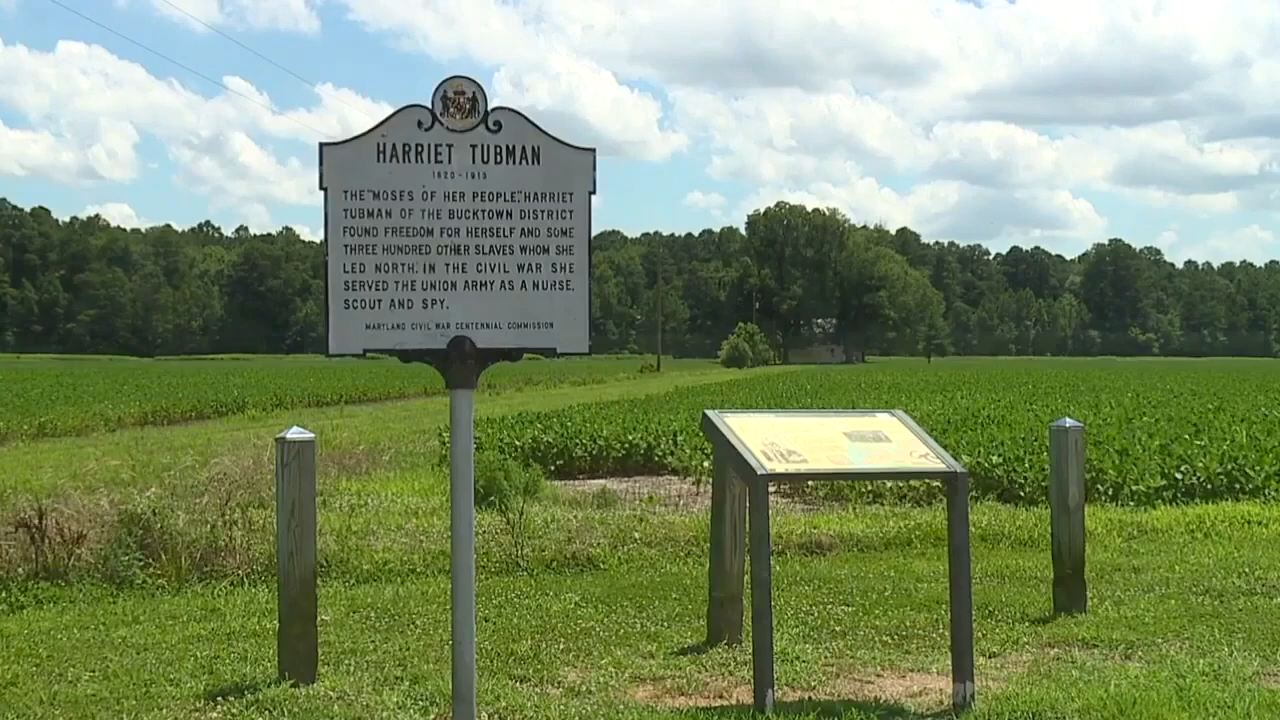 HARRIET TUBMAN
1820-1913
THE "MOSES OF HER PEOPLE," HARRIET
TUBMAN OF THE BUCKTOWN DISTRICT
FOUND FREEDOM FOR HERSELF AND SOME
THREE HUNDRED OTHER SLAVES WHOM SHE
LED NORTH. IN THE CIVIL WAR SHE
SERVED THE UNION ARMY AS A NURSE,
SCOUT AND SPY.
MARYLAND CIVIL WAR CENTENNIAL COMMISSION